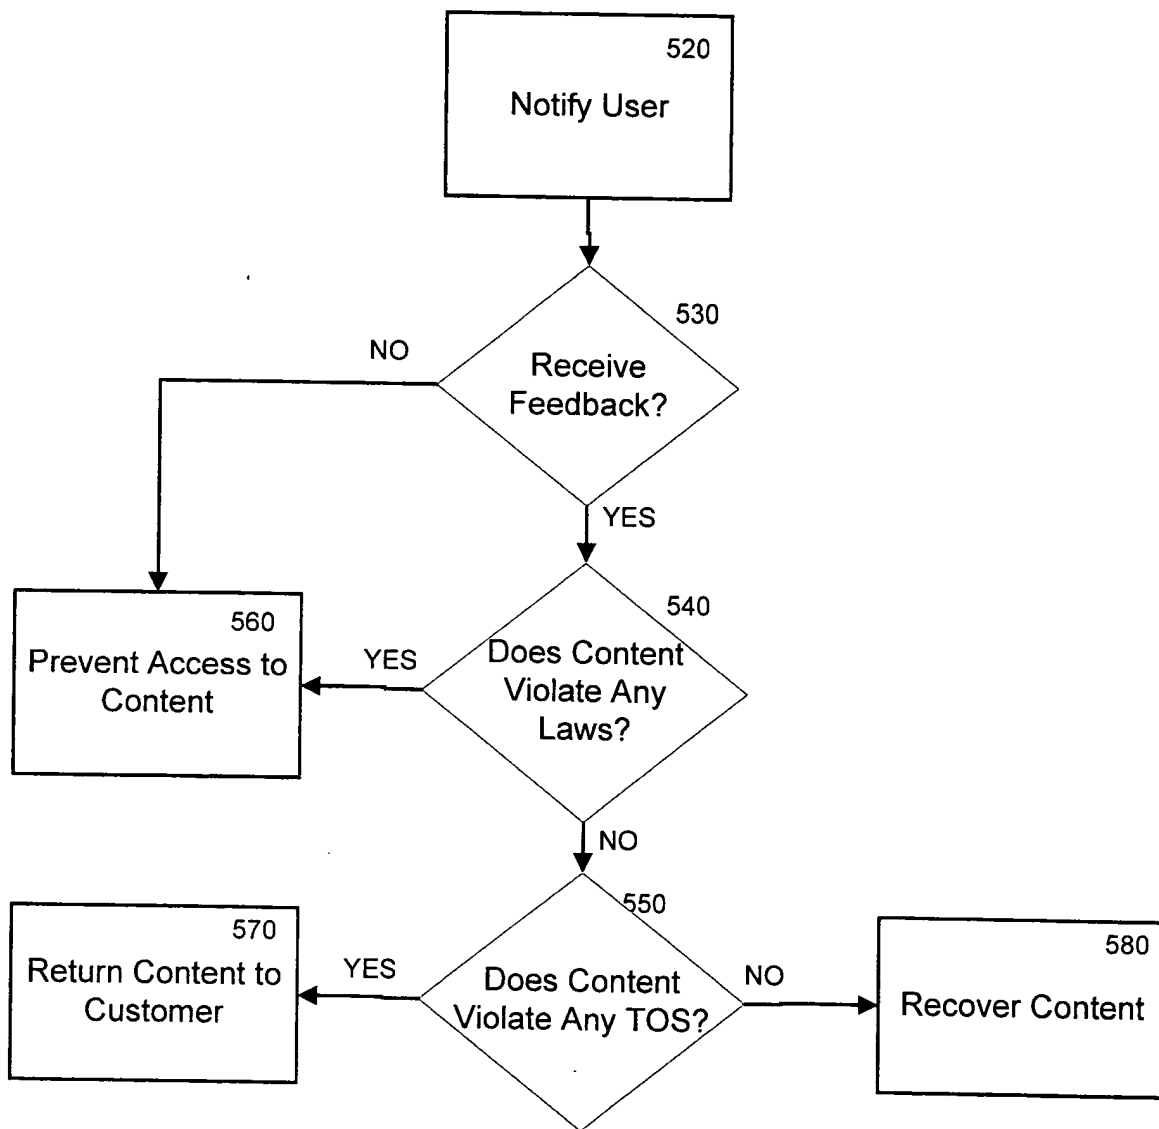 520
Notify User
530
NO
Receive
Feedback?
YES
540
560
Prevent Access to
Content
YES
Does Content
Violate Any
Laws?
NO
550
570
Return Content to
Customer
YES
Does Content
Violate Any TOS?
NO
580
Recover Content